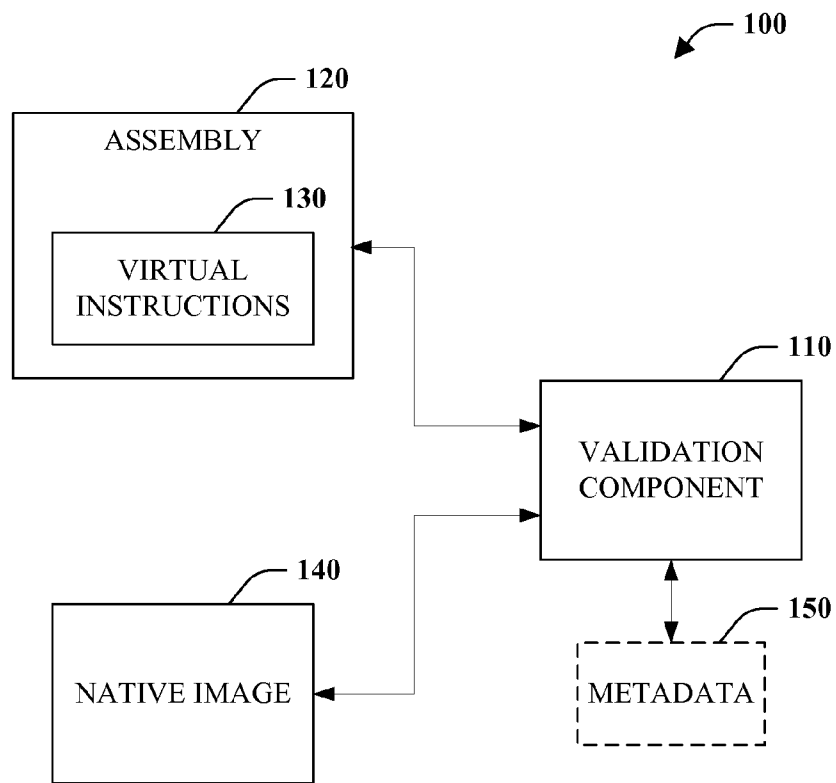 100
120
ASSEMBLY
130
VIRTUAL
INSTRUCTIONS
110
VALIDATION
COMPONENT
140
NATIVE IMAGE
150
METADATA